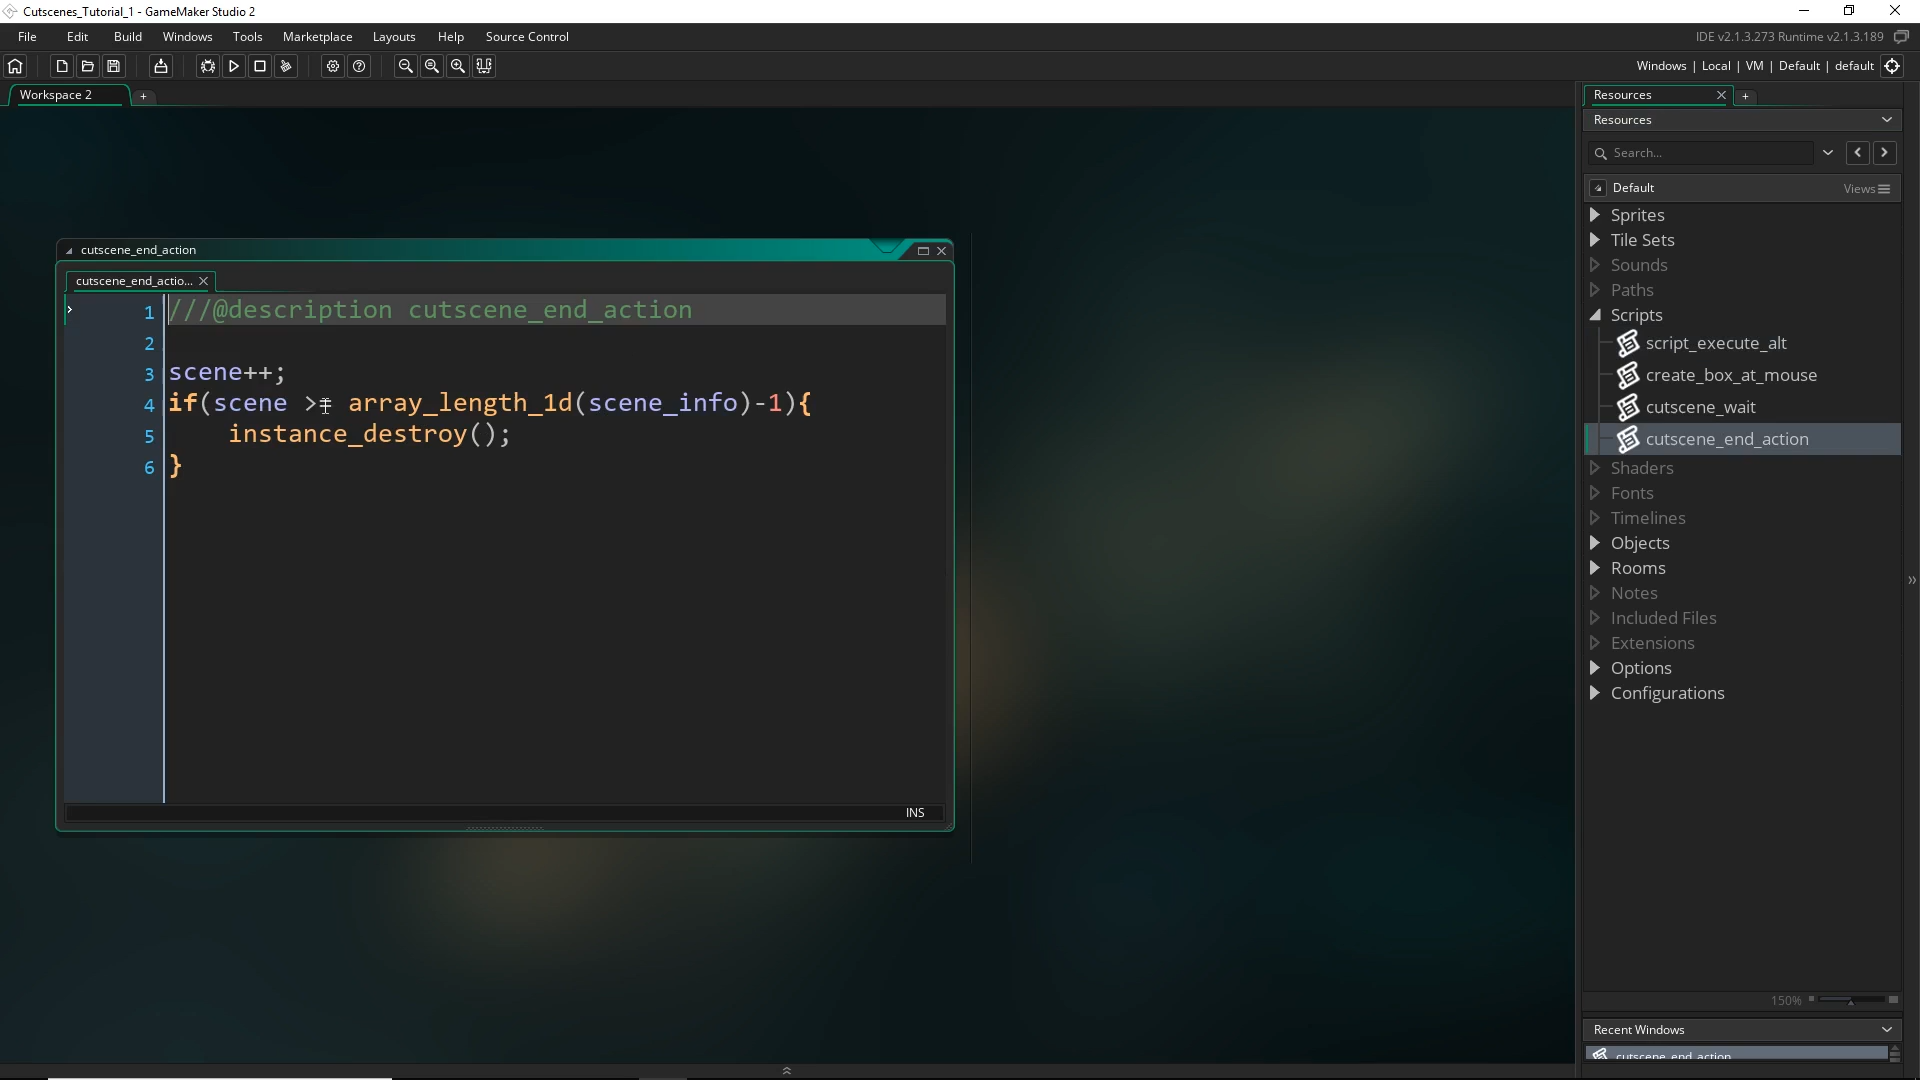 Cutscenes_Tutorial_1 - GameMaker Studio 2
File Edit Build Windows Tools Marketplace Layouts Help Source Control
IDE v2.1.3.273 Runtime v2.1.3.189
Windows | Local | VM | Default | default
Workspace 2
+
cutscene_end_action
cutscene_end_actio...
1 ///@description cutscene_end_action
2
3 scene++;
4 if(scene >= array_length_1d(scene_info)-1){
5 instance_destroy();
6 }
INS
Resources
+
Resources
Search...
Default
Views
Sprites
Tile Sets
Sounds
Paths
Scripts
script_execute_alt
create_box_at_mouse
cutscene_wait
cutscene_end_action
Shaders
Fonts
Timelines
Objects
Rooms
Notes
Included Files
Extensions
Options
Configurations
150%
Recent Windows
cutscene_end_action